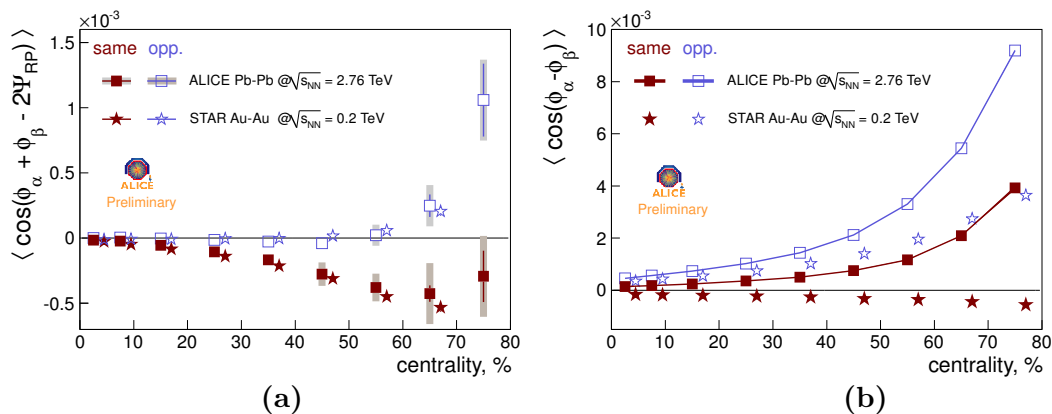 ×10⁻³
same opp.
ALICE Pb-Pb @√sNN = 2.76 TeV
STAR Au-Au @√sNN = 0.2 TeV
ALICE
Preliminary
⟨ cos(φα + φβ - 2ΨRP) ⟩
1.5
1
0.5
0
-0.5
0 10 20 30 40 50 60 70 80
centrality, %
(a)
×10⁻³
same opp.
ALICE Pb-Pb @√sNN = 2.76 TeV
STAR Au-Au @√sNN = 0.2 TeV
ALICE
Preliminary
⟨ cos(φα -φβ) ⟩
10
8
6
4
2
0
0 10 20 30 40 50 60 70 80
centrality, %
(b)